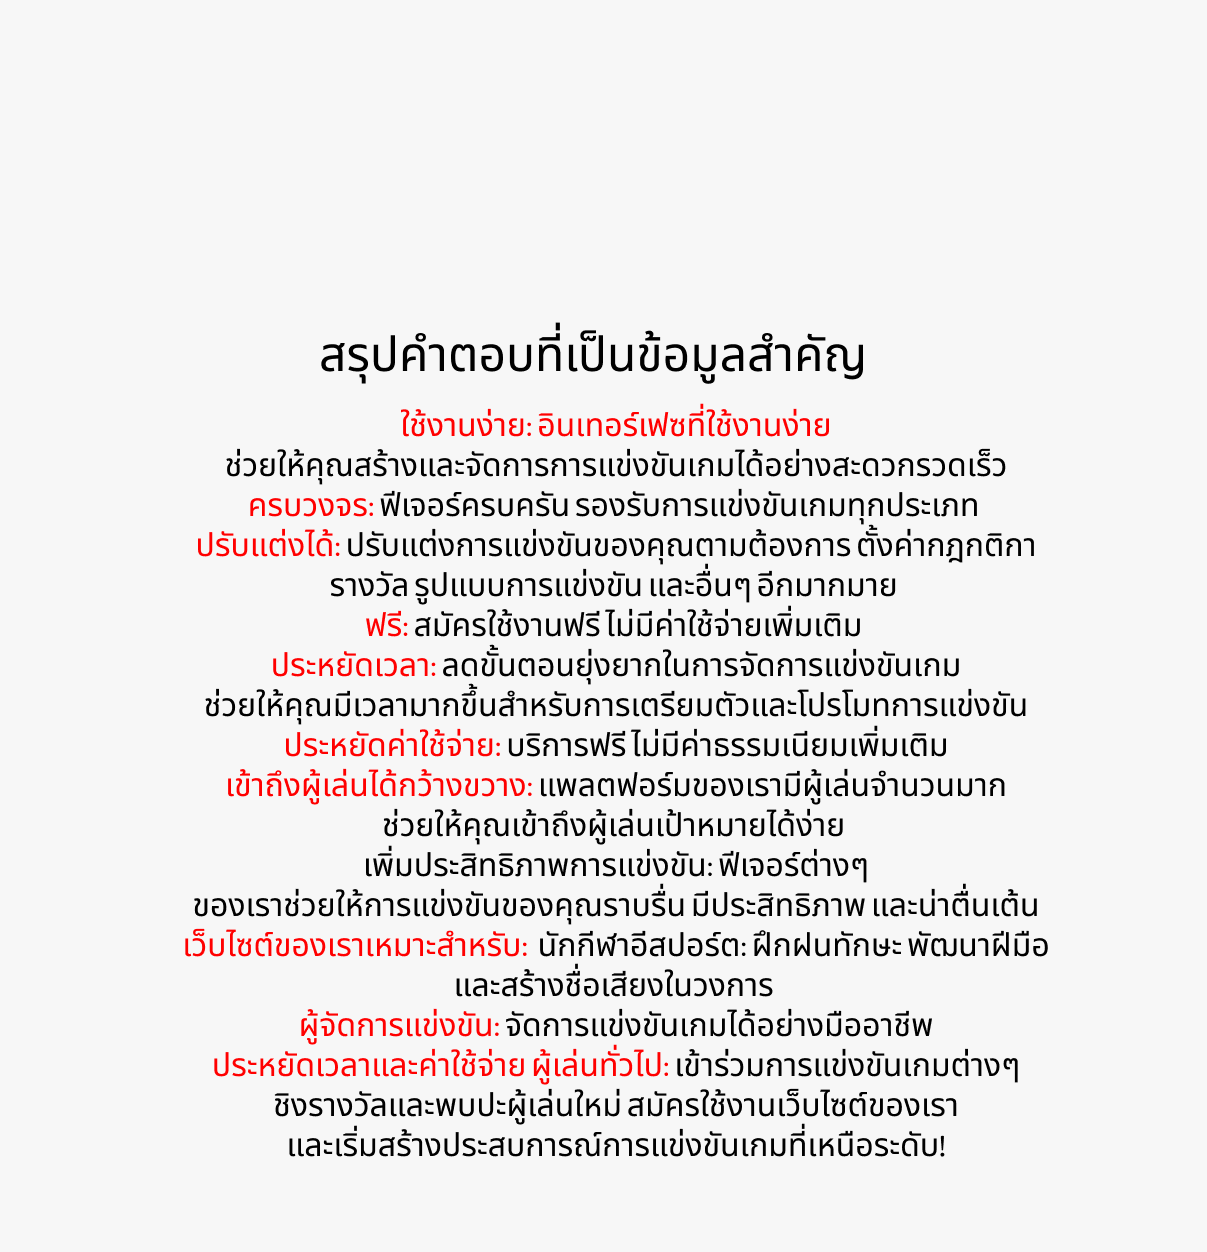 สรุปคำตอบที่เป็นข้อมูลสำคัญ
ใช้งานง่าย: อินเทอร์เฟซที่ใช้งานง่าย
ช่วยให้คุณสร้างและจัดการการแข่งขันเกมได้อย่างสะดวกรวดเร็ว
ครบวงจร: ฟีเจอร์ครบครัน รองรับการแข่งขันเกมทุกประเภท
ปรับแต่งได้: ปรับแต่งการแข่งขันของคุณตามต้องการ ตั้งค่ากฎกติกา
รางวัล รูปแบบการแข่งขัน และอื่นๆ อีกมากมาย
ฟรี: สมัครใช้งานฟรี ไม่มีค่าใช้จ่ายเพิ่มเติม
ประหยัดเวลา: ลดขั้นตอนยุ่งยากในการจัดการแข่งขันเกม
ช่วยให้คุณมีเวลามากขึ้นสำหรับการเตรียมตัวและโปรโมทการแข่งขัน
ประหยัดค่าใช้จ่าย: บริการฟรี ไม่มีค่าธรรมเนียมเพิ่มเติม
เข้าถึงผู้เล่นได้กว้างขวาง: แพลตฟอร์มของเรามีผู้เล่นจำนวนมาก
ช่วยให้คุณเข้าถึงผู้เล่นเป้าหมายได้ง่าย
เพิ่มประสิทธิภาพการแข่งขัน: ฟีเจอร์ต่างๆ
ของเราช่วยให้การแข่งขันของคุณราบรื่น มีประสิทธิภาพ และน่าตื่นเต้น
เว็บไซต์ของเราเหมาะสำหรับ: นักกีฬาอีสปอร์ต: ฝึกฝนทักษะ พัฒนาฝีมือ
และสร้างชื่อเสียงในวงการ
ผู้จัดการแข่งขัน: จัดการแข่งขันเกมได้อย่างมืออาชีพ
ประหยัดเวลาและค่าใช้จ่าย ผู้เล่นทั่วไป: เข้าร่วมการแข่งขันเกมต่างๆ
ชิงรางวัลและพบปะผู้เล่นใหม่ สมัครใช้งานเว็บไซต์ของเรา
และเริ่มสร้างประสบการณ์การแข่งขันเกมที่เหนือระดับ!